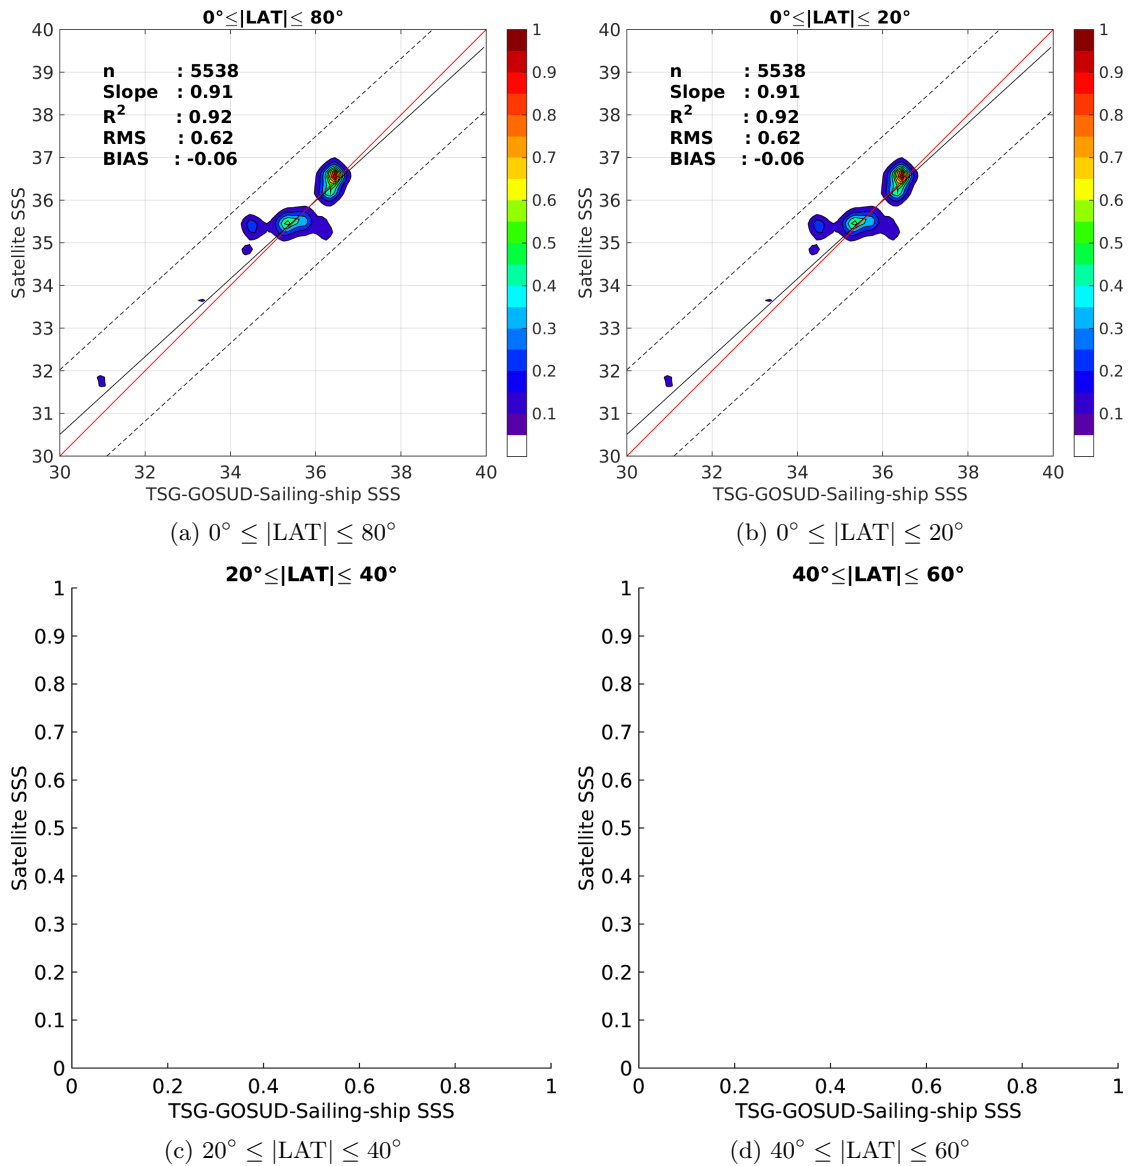 0°≤|LAT|≤ 80°
40
39
38
37
36
35
34
33
32
31
30
Satellite SSS
n : 5538
Slope : 0.91
R² : 0.92
RMS : 0.62
BIAS : -0.06
30 32 34 36 38 40
TSG-GOSUD-Sailing-ship SSS
1
0.9
0.8
0.7
0.6
0.5
0.4
0.3
0.2
0.1
(a) 0° ≤ |LAT| ≤ 80°
0°≤|LAT|≤ 20°
40
39
38
37
36
35
34
33
32
31
30
Satellite SSS
n : 5538
Slope : 0.91
R² : 0.92
RMS : 0.62
BIAS : -0.06
30 32 34 36 38 40
TSG-GOSUD-Sailing-ship SSS
1
0.9
0.8
0.7
0.6
0.5
0.4
0.3
0.2
0.1
(b) 0° ≤ |LAT| ≤ 20°
20°≤|LAT|≤ 40°
1
0.9
0.8
0.7
0.6
0.5
0.4
0.3
0.2
0.1
0
Satellite SSS
0 0.2 0.4 0.6 0.8 1
TSG-GOSUD-Sailing-ship SSS
(c) 20° ≤ |LAT| ≤ 40°
40°≤|LAT|≤ 60°
1
0.9
0.8
0.7
0.6
0.5
0.4
0.3
0.2
0.1
0
Satellite SSS
0 0.2 0.4 0.6 0.8 1
TSG-GOSUD-Sailing-ship SSS
(d) 40° ≤ |LAT| ≤ 60°